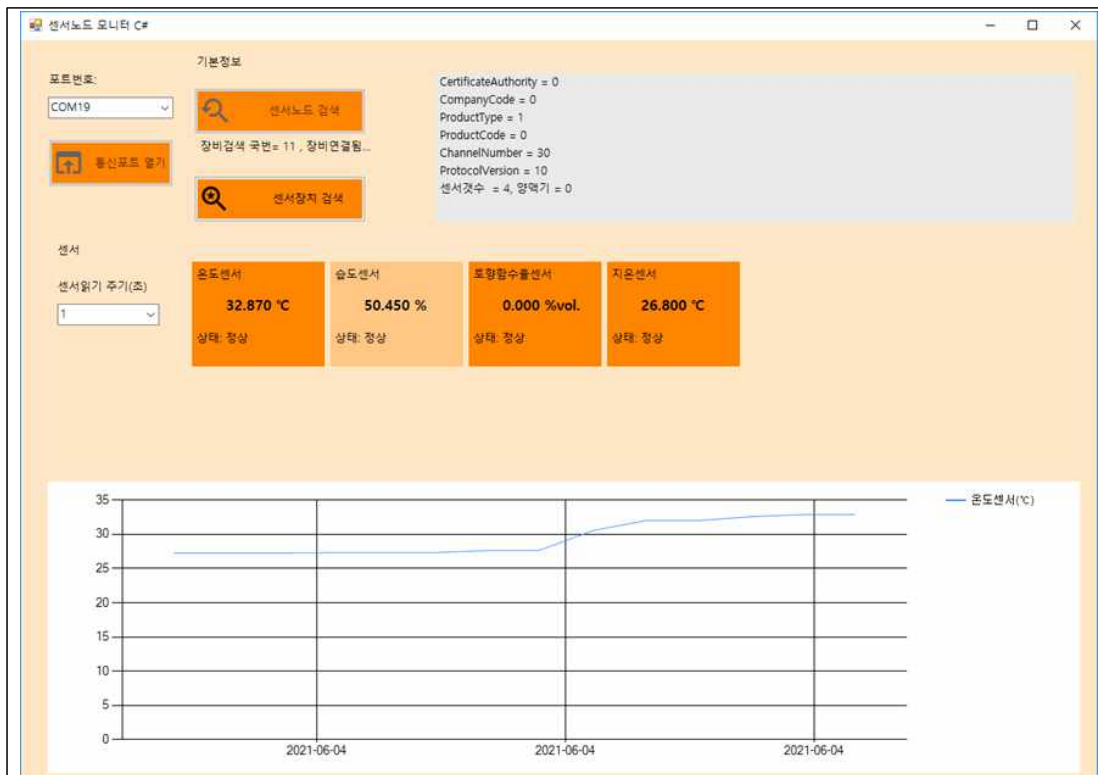 센서노드 모니터 C#
기본정보
포트번호:
COM19
센서노드 검색
장비검색 국번= 11 , 장비연결됨...
통신포트 열기
센서장치 검색
CertificateAuthority = 0
CompanyCode = 0
ProductType = 1
ProductCode = 0
ChannelNumber = 30
ProtocolVersion = 10
센서갯수 = 4, 양액기 = 0
센서
센서읽기 주기(초)
1
온도센서
32.870 ℃
상태: 정상
습도센서
50.450 %
상태: 정상
토향함수율센서
0.000 %vol.
상태: 정상
지온센서
26.800 ℃
상태: 정상
35
30
25
20
15
10
5
0
2021-06-04
2021-06-04
2021-06-04
온도센서(℃)